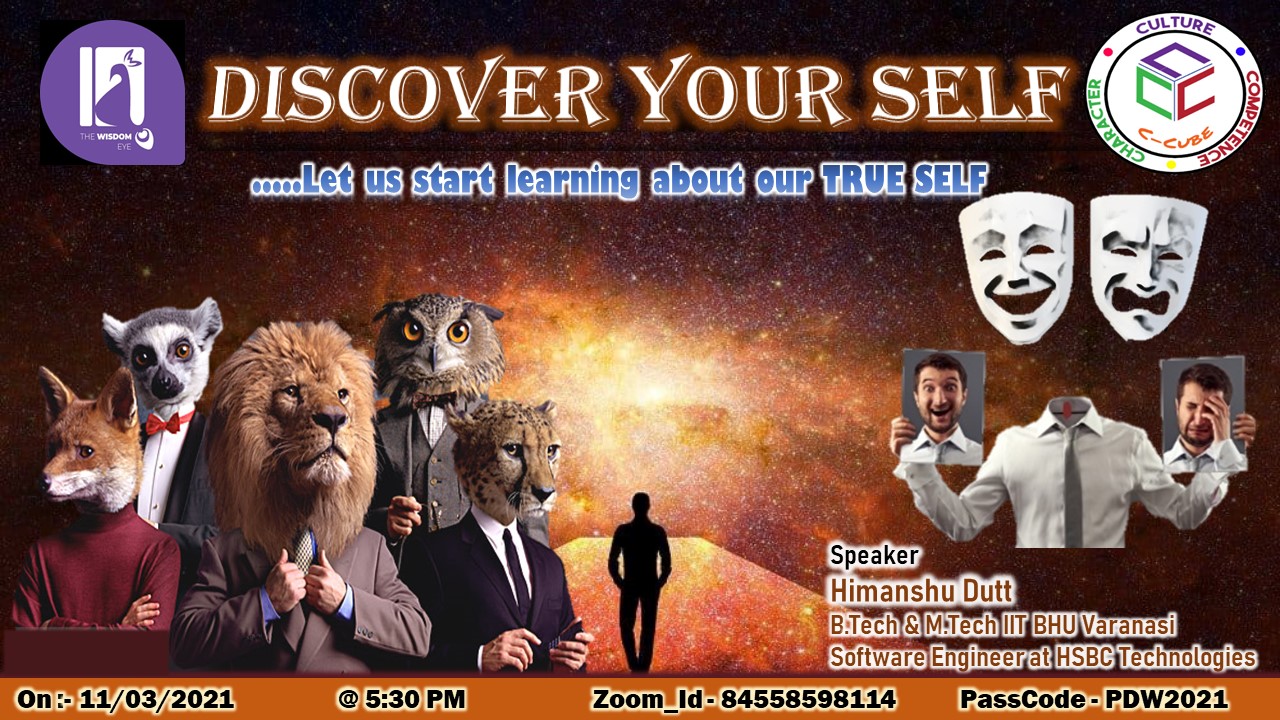 THE WISDOM
EYE
DISCOVER YOUR SELF
CULTURE
COMPETENCE
CHARACTER
C-CUBE
.....Let us start learning about our TRUE SELF
Speaker
Himanshu Dutt
B.Tech & M.Tech IIT BHU Varanasi
Software Engineer at HSBC Technologies
On :- 11/03/2021 @ 5:30 PM Zoom_Id - 84558598114 PassCode - PDW2021